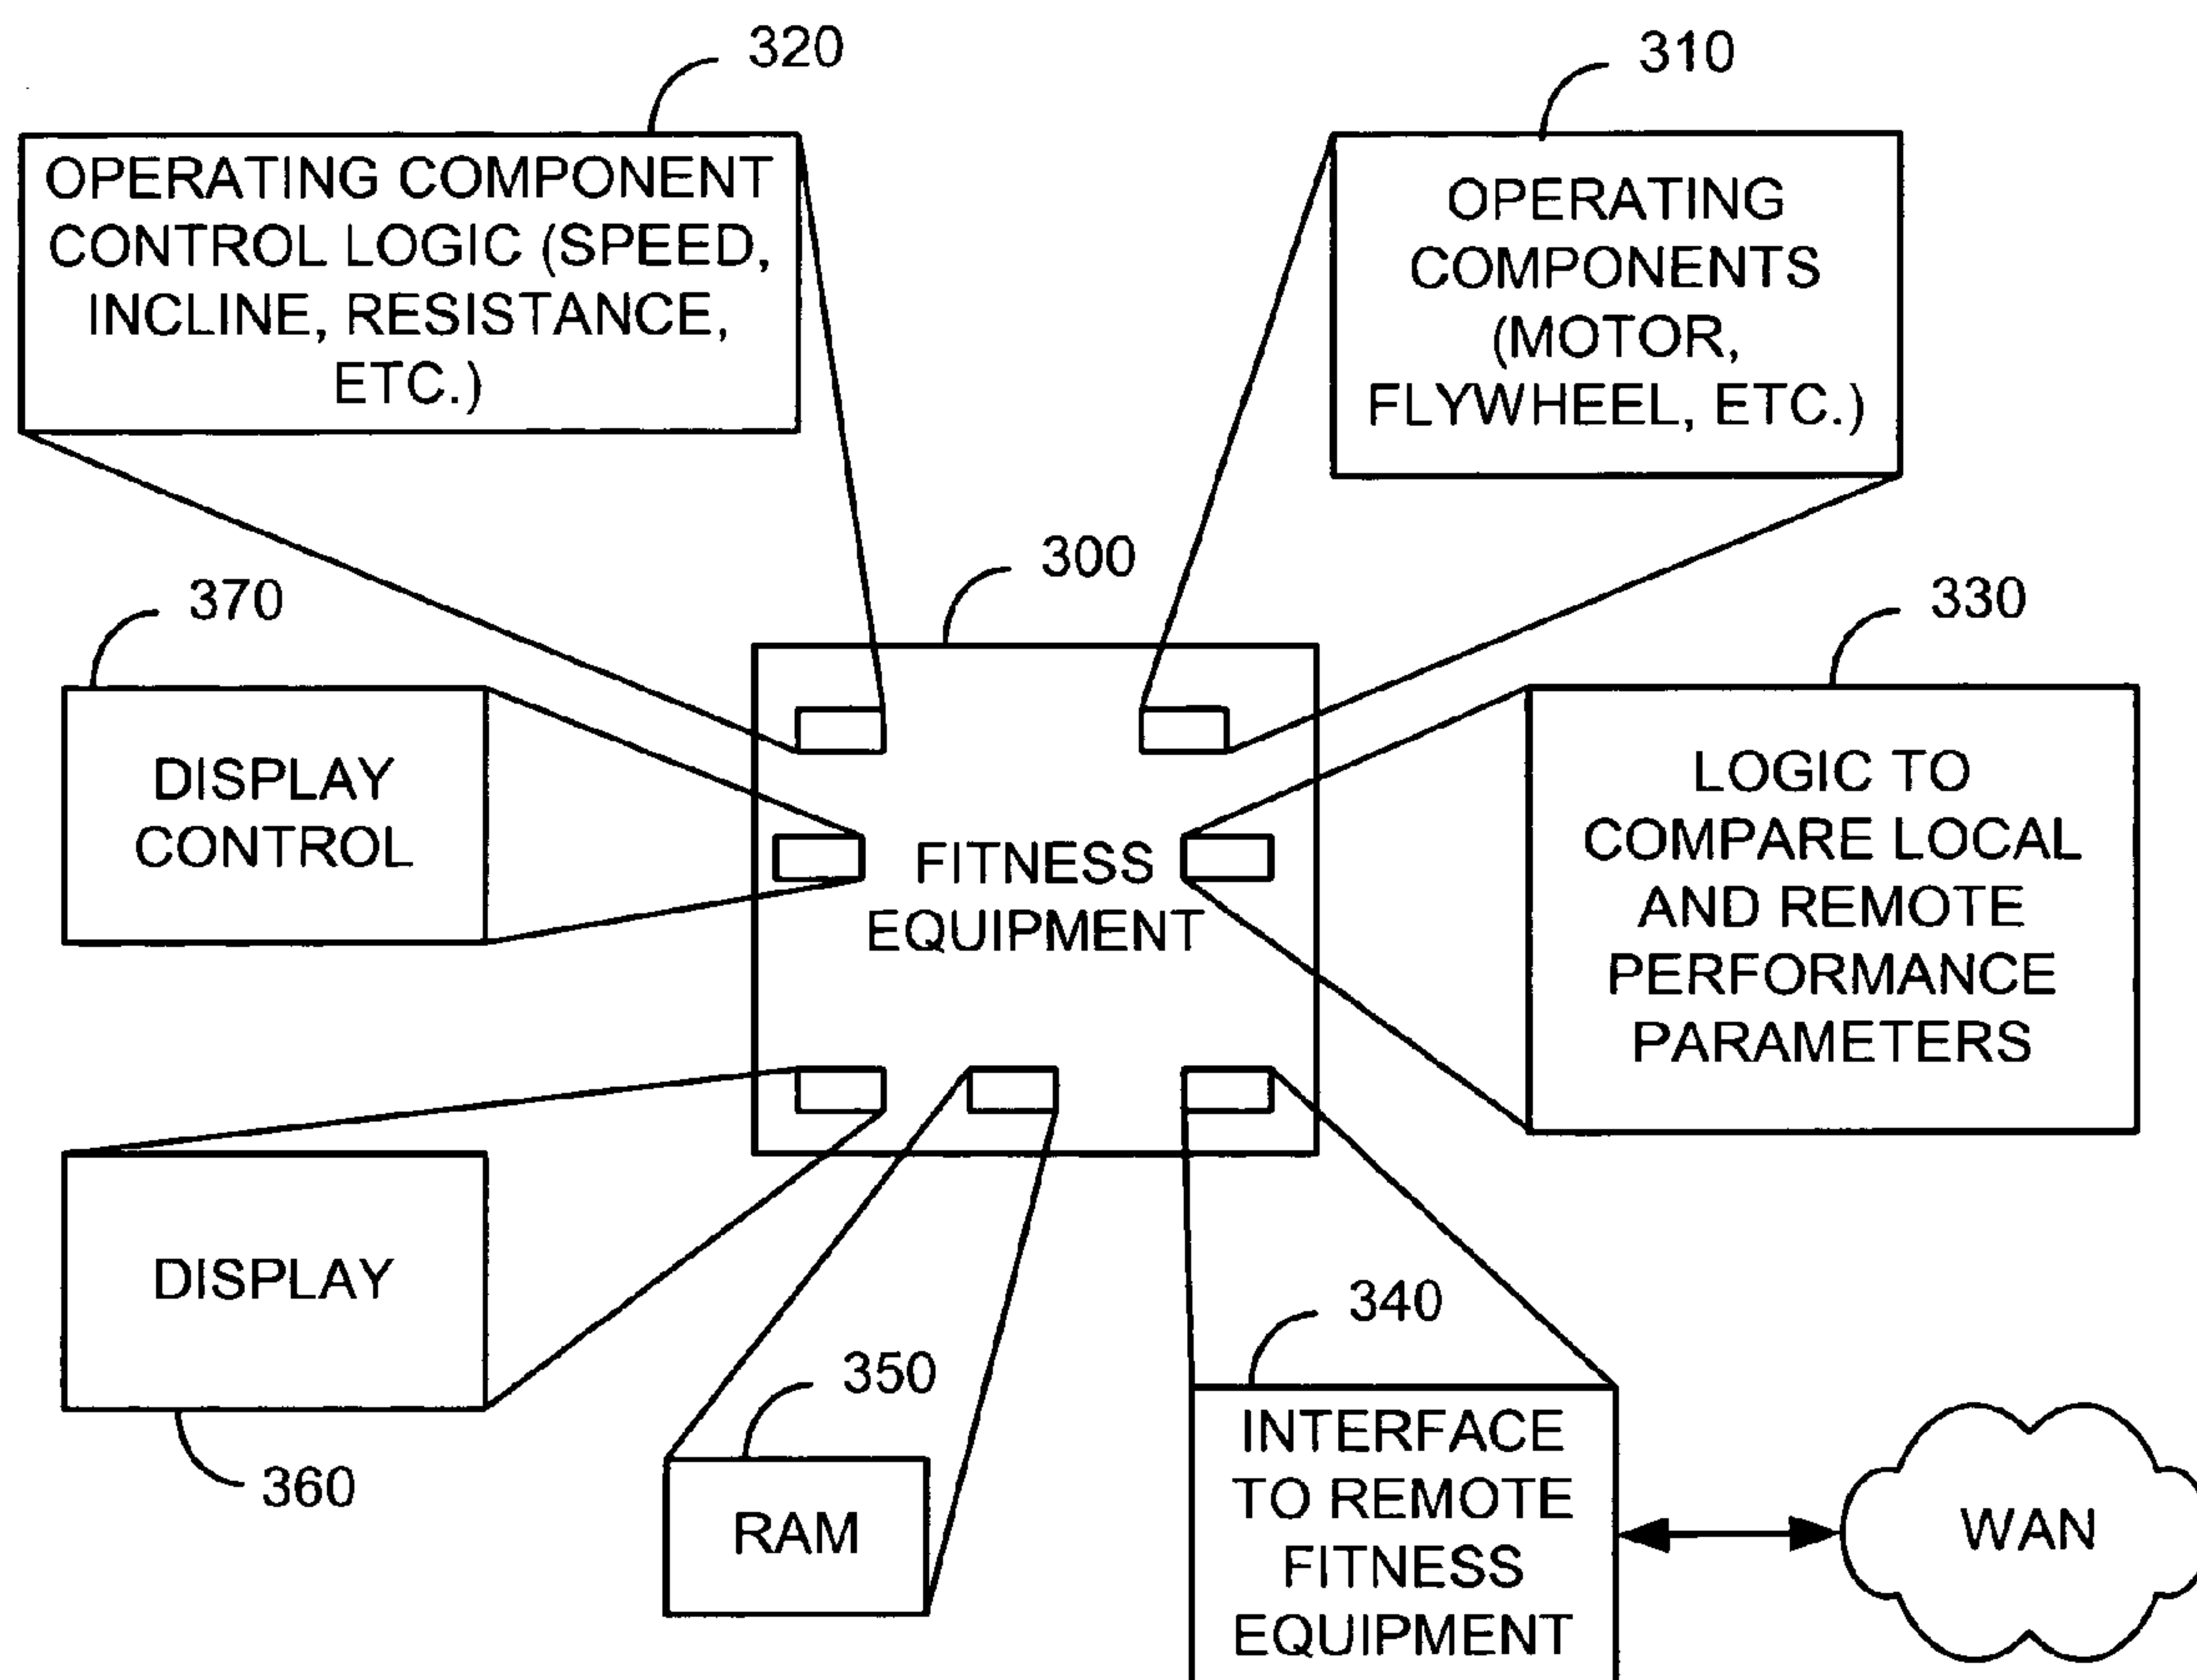 320
310
OPERATING COMPONENT
CONTROL LOGIC (SPEED,
INCLINE, RESISTANCE,
ETC.)
OPERATING
COMPONENTS
(MOTOR,
FLYWHEEL, ETC.)
300
370
330
DISPLAY
CONTROL
FITNESS
EQUIPMENT
LOGIC TO
COMPARE LOCAL
AND REMOTE
PERFORMANCE
PARAMETERS
DISPLAY
360
350
RAM
340
INTERFACE
TO REMOTE
FITNESS
EQUIPMENT
WAN